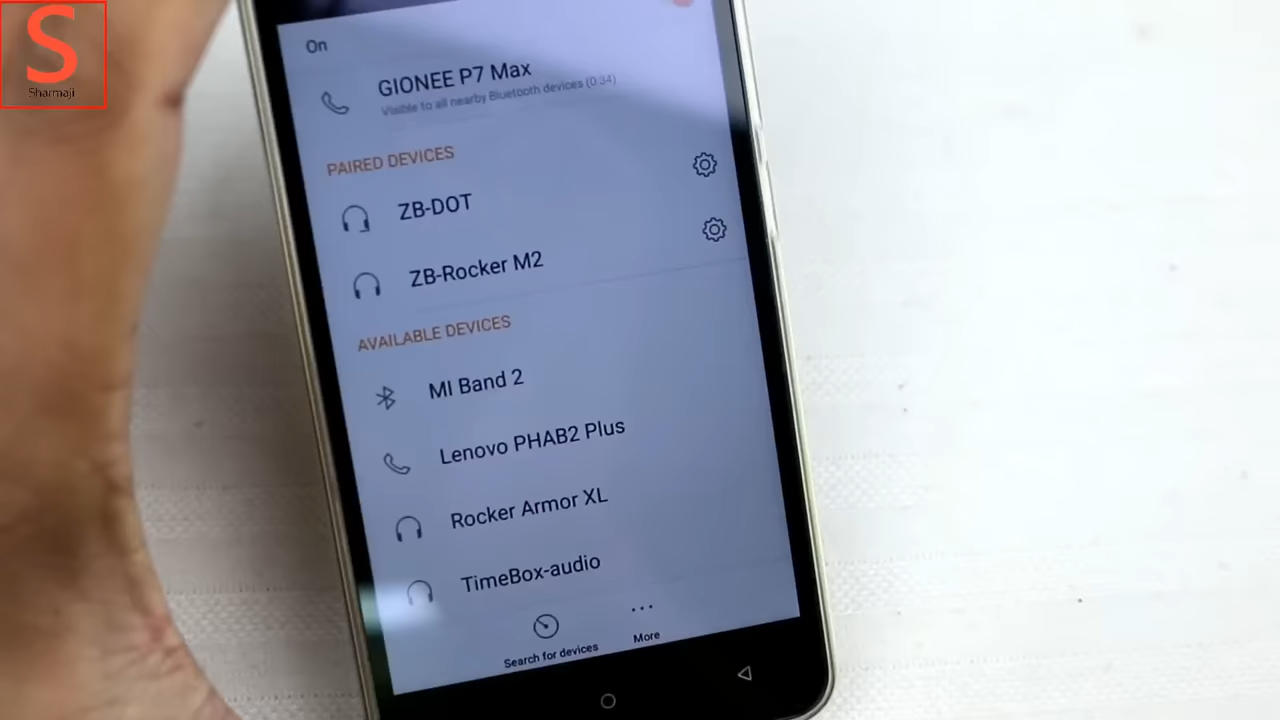 S
Sharmaji
On
GIONEE P7 Max
Visible to all nearby Bluetooth devices (0:34)
PAIRED DEVICES
ZB-DOT
ZB-Rocker M2
AVAILABLE DEVICES
MI Band 2
Lenovo PHAB2 Plus
Rocker Armor XL
TimeBox-audio
Search for devices
More